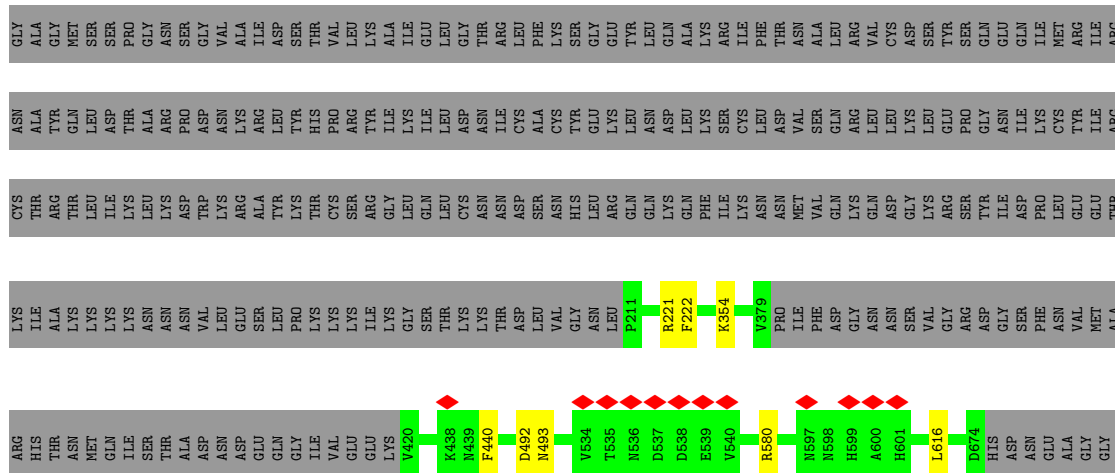 GLY ALA GLY MET SER SER PRO GLY ASN SER GLY VAL ALA ILE ASP SER THR VAL LEU LYS ALA ILE GLU LEU GLY THR ARG LEU PHE LYS SER GLY GLU TYR LEU GLN ALA LYS ARG ILE PHE THR ASN ALA LEU ARG VAL CYS ASP SER TYR SER GLN GLU GLN ILE MET ARG ILE ARG
ASN ALA TYR GLN LEU ASP THR ALA ARG PRO ASP ASN LYS ARG LEU TYR HIS PRO ARG TYR ILE LYS ILE LEU ASP ASN ILE CYS ALA CYS TYR GLU LYS LEU ASN ASP LEU LYS SER CYS LEU ASP VAL SER GLN ARG LEU LEU LYS LEU GLU PRO GLY ASN ILE LYS CYS TYR ILE ARG
CYS THR ARG THR LEU ILE LYS LEU LYS ASP TRP LYS ARG ALA TYR LYS THR CYS SER ARG GLY LEU GLN LEU CYS ASN ASN ASP SER ASN HIS LEU ARG GLN GLN LYS GLN PHE ILE LYS ASN ASN MET VAL GLN LYS GLN ASP GLY LYS ARG SER TYR ILE ASP PRO LEU GLU GLU THR
LYS ILE ALA LYS LYS LYS LYS ASN ASN ASN VAL LEU GLU SER LEU PRO LYS LYS LYS ILE LYS GLY SER THR LYS LYS THR ASP LEU VAL GLY ASN LEU P211 R221 F222 K354 V379 PRO ILE PHE ASP GLY ASN ASN SER VAL GLY ARG ASP GLY SER PHE ASN VAL MET ALA
ARG HIS THR ASN MET GLN ILE SER THR ALA ASP ASN ASP GLU GLN GLY ILE VAL GLU GLU LYS V420 K438 N439 F440 D492 N493 V534 T535 N536 D537 D538 E539 V540 R580 N597 N598 H599 A600 H601 L616 D674 HIS ASP ASN GLU ALA GLY GLY